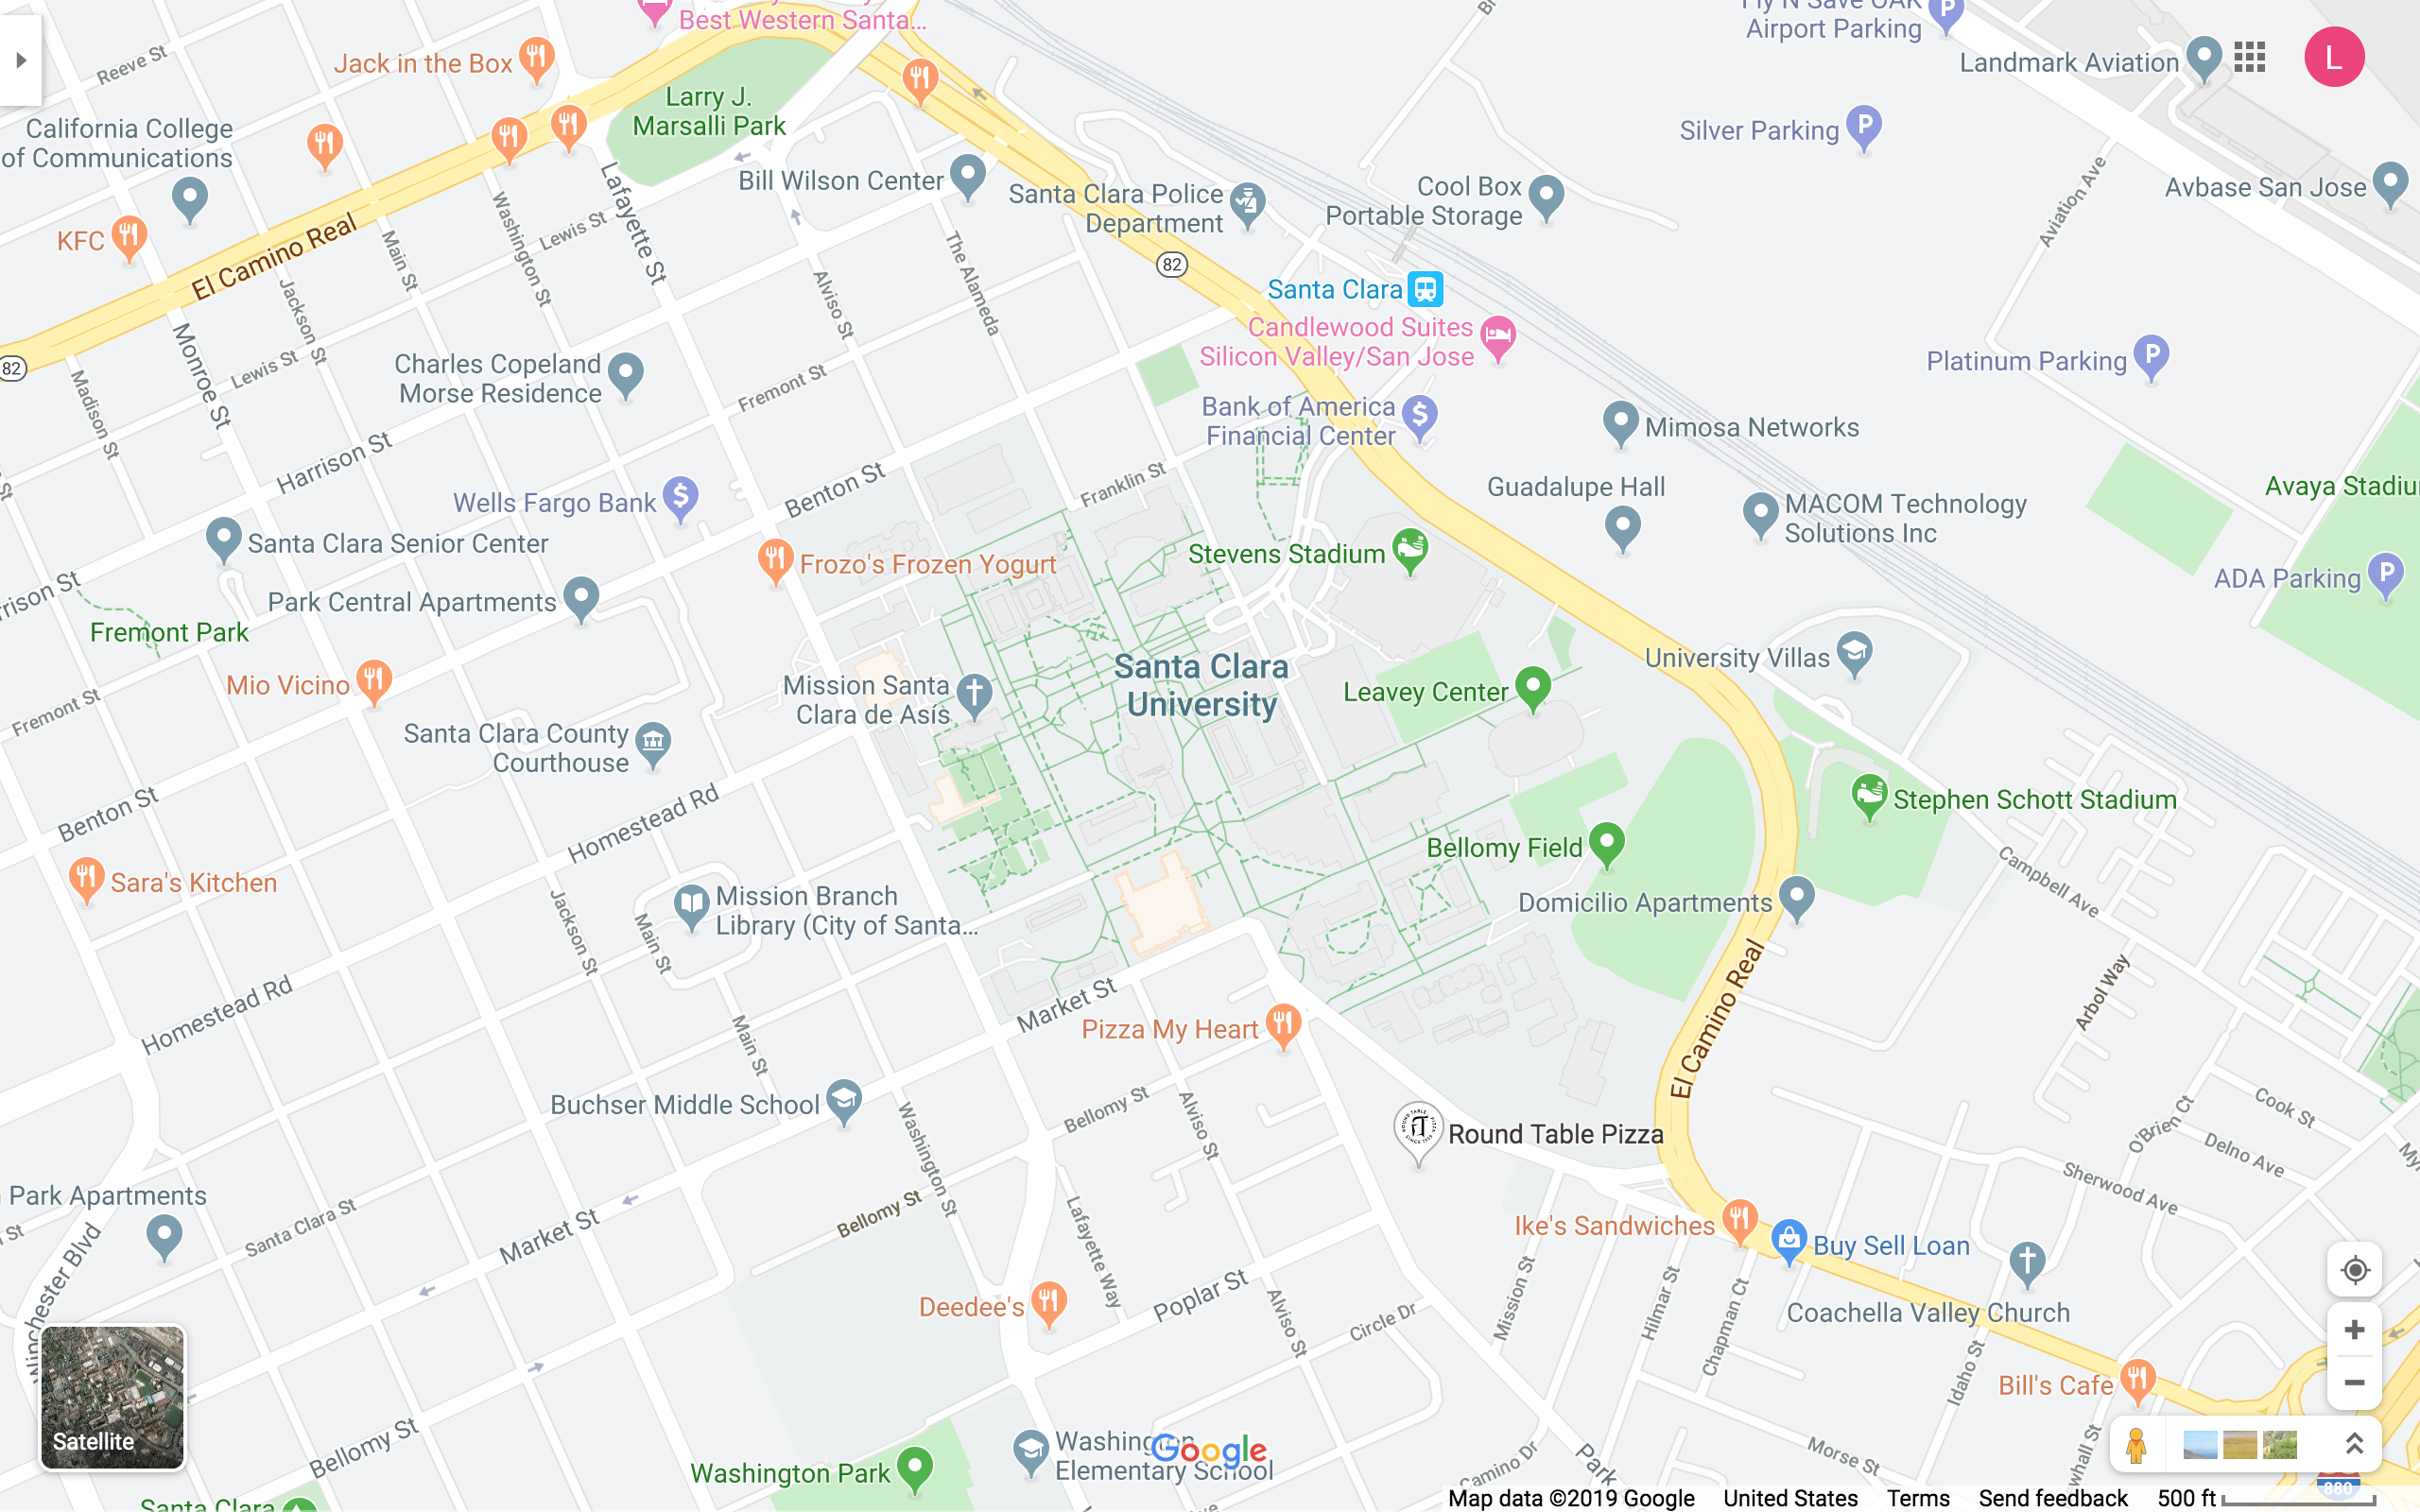 Best Western Santa...
Airport Parking
Jack in the Box
Landmark Aviation
L
Reeve St
Larry J.
Marsalli Park
California College
of Communications
Silver Parking
Lafayette St
Bill Wilson Center
Santa Clara Police
Department
Cool Box
Portable Storage
Aviation Ave
Avbase San Jose
KFC
El Camino Real
Main St
Washington St
Lewis St
The Alameda
82
Alviso St
Jackson St
Santa Clara
Candlewood Suites
Silicon Valley/San Jose
82
Monroe St
Lewis St
Madison St
Charles Copeland
Morse Residence
Fremont St
Platinum Parking
Bank of America
Financial Center
Mimosa Networks
Harrison St
Wells Fargo Bank
Benton St
Franklin St
Guadalupe Hall
MACOM Technology
Solutions Inc
Santa Clara Senior Center
Frozo's Frozen Yogurt
Stevens Stadium
ADA Parking
rison St
Park Central Apartments
Fremont Park
Santa Clara
University
University Villas
Mio Vicino
Mission Santa
Clara de Asís
Leavey Center
Fremont St
Santa Clara County
Courthouse
Benton St
Homestead Rd
Stephen Schott Stadium
Bellomy Field
Sara's Kitchen
Mission Branch
Library (City of Santa...
Domicilio Apartments
Campbell Ave
Jackson St
Main St
Homestead Rd
Market St
El Camino Real
Arbol Way
Pizza My Heart
Main St
Buchser Middle School
Bellomy St
Alviso St
Round Table Pizza
Cook St
O'Brien Ct
Delno Ave
Sherwood Ave
Washington St
Park Apartments
St
Santa Clara St
Market St
Bellomy St
Lafayette Way
Ike's Sandwiches
Buy Sell Loan
Winchester Blvd
Deedee's
Poplar St
Alviso St
Circle Dr
Mission St
Hilmar St
Chapman Ct
Coachella Valley Church
Idaho St
Bill's Cafe
Satellite
Bellomy St
Washington Park
Washington
Elementary School
Google
Camino Dr
Park
Morse St
880
Santa Clara
Map data ©2019 Google
United States
Terms
Send feedback
500 ft